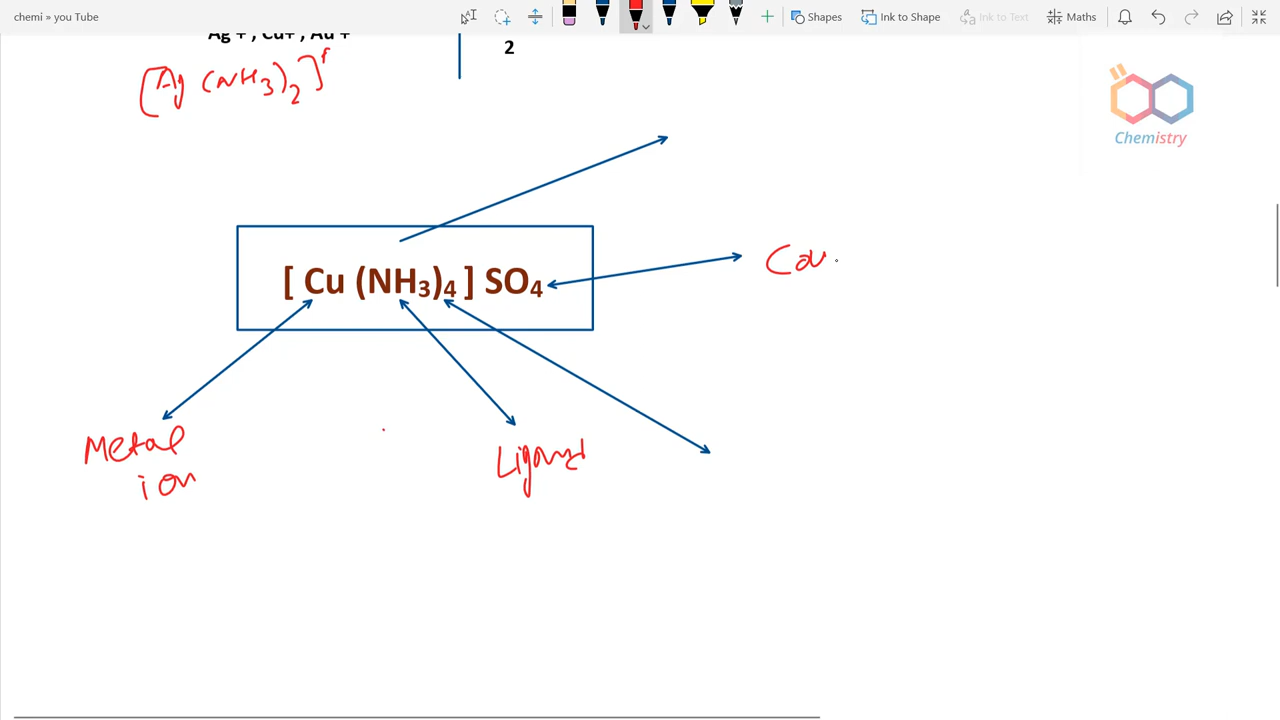 chemi » you Tube
Shapes Ink to Shape Ink to Text Maths
Ag + , Cu+ , Au +
2
[Ag (NH3)2]+
Chemistry
[ Cu (NH₃)₄ ] SO₄
Cou
Metal
ion
Ligand